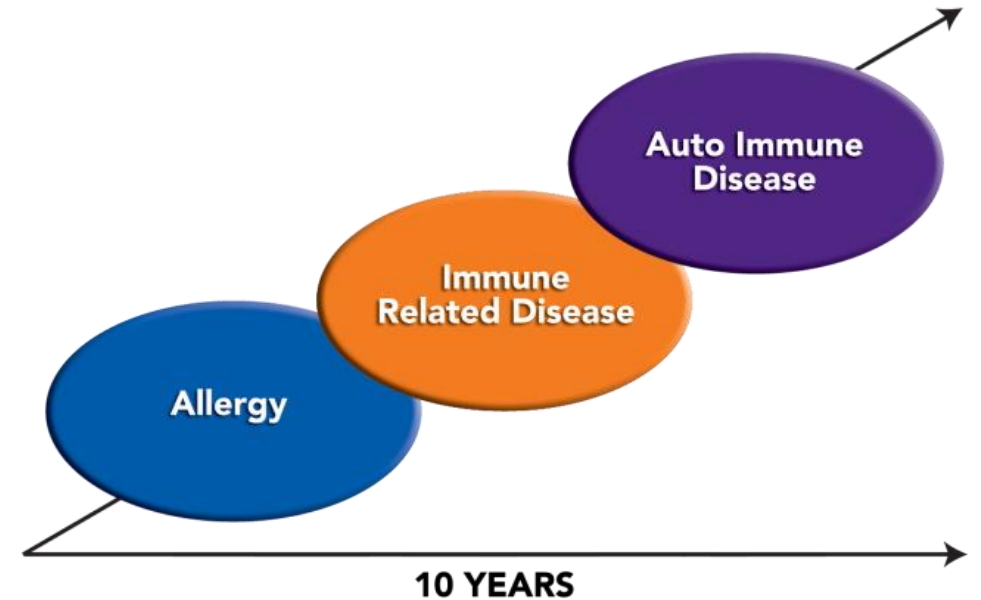 Auto Immune
Disease
Immune
Related Disease
Allergy
10 YEARS